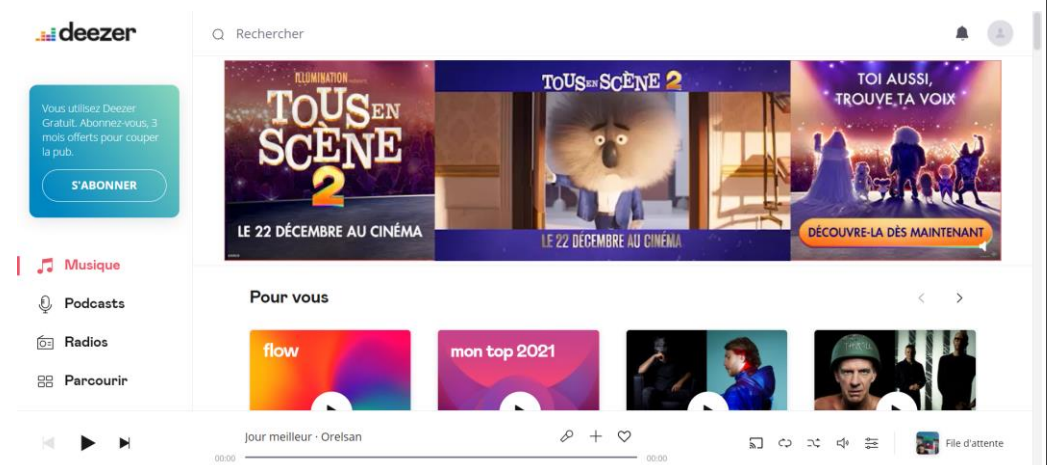 deezer
Rechercher
Vous utilisez Deezer
Gratuit. Abonnez-vous, 3
mois offerts pour couper
la pub.
S'ABONNER
Musique
Podcasts
Radios
Parcourir
ILLUMINATION
TOUS EN
SCÈNE
2
LE 22 DÉCEMBRE AU CINÉMA
TOUS EN SCÈNE 2
LE 22 DÉCEMBRE AU CINÉMA
TOI AUSSI,
TROUVE TA VOIX
DÉCOUVRE-LA DÈS MAINTENANT
Pour vous
flow
mon top 2021
Jour meilleur · Orelsan
00:00
00:00
File d'attente